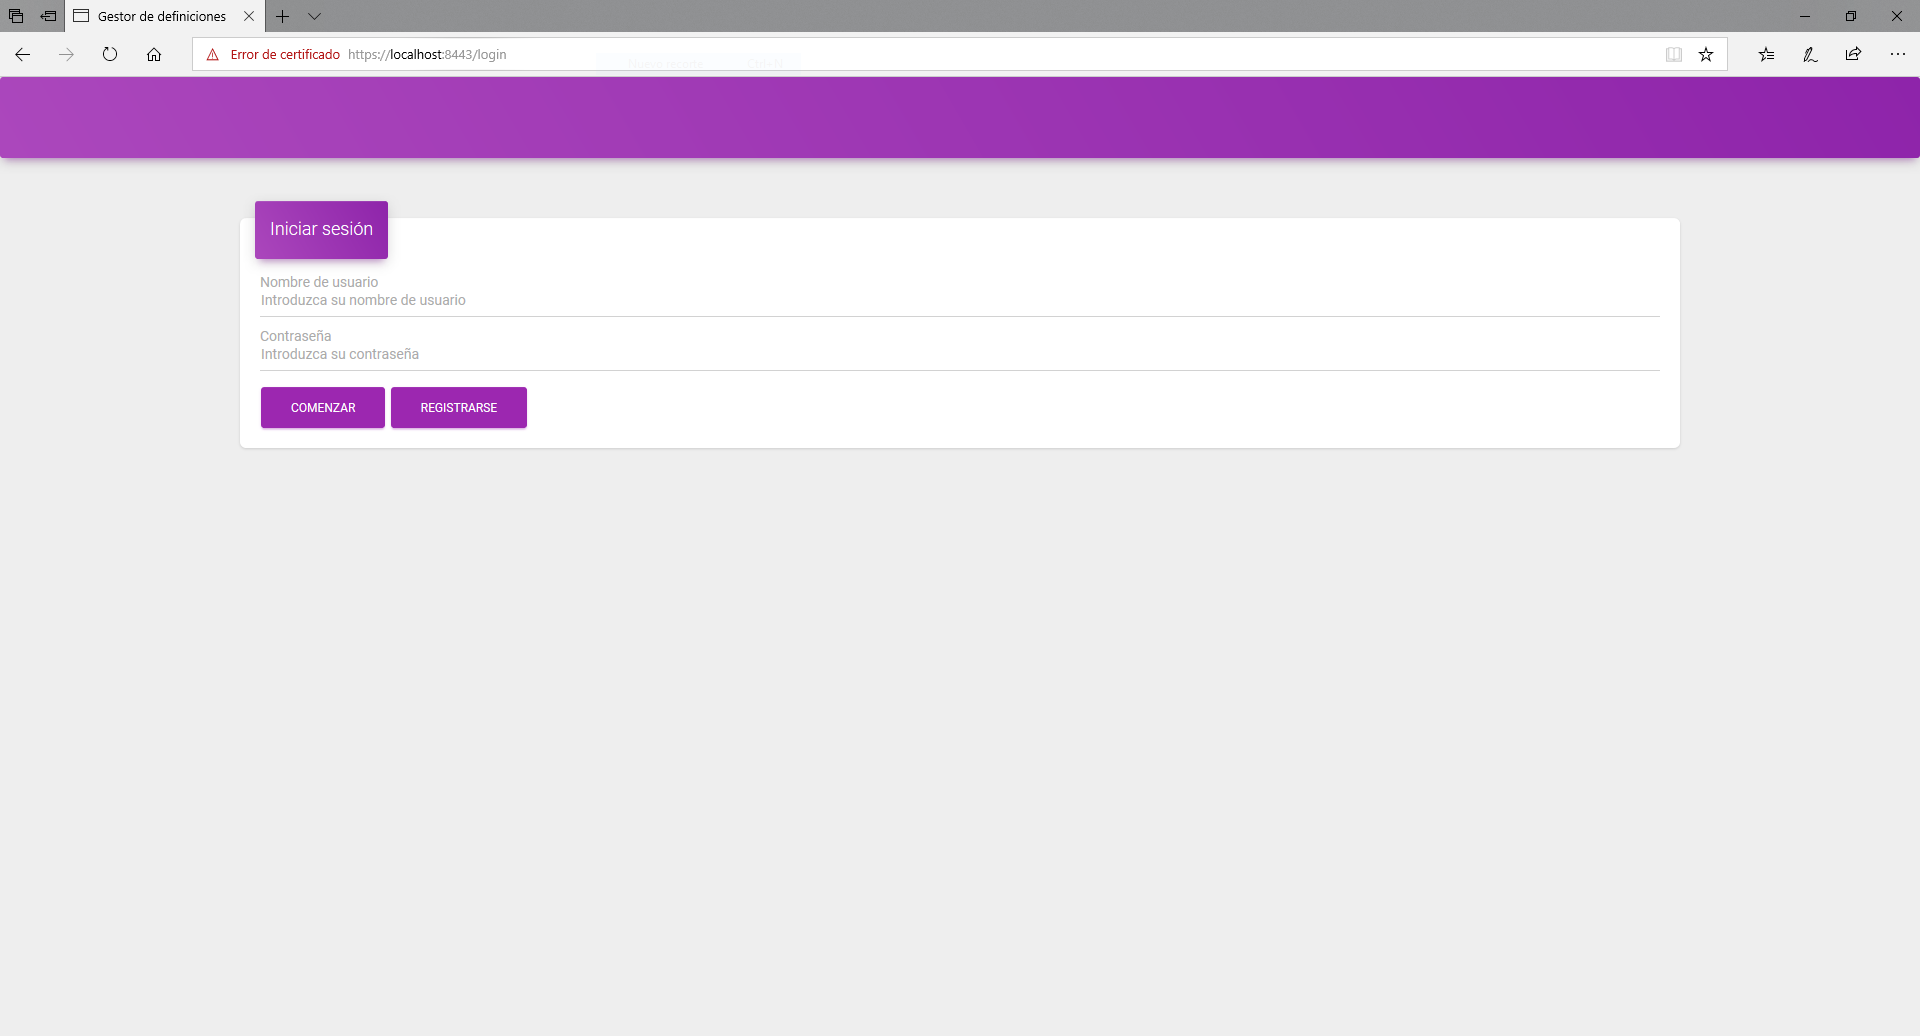 Gestor de definiciones
Error de certificado https://localhost:8443/login
Iniciar sesión
Nombre de usuario
Introduzca su nombre de usuario
Contraseña
Introduzca su contraseña
COMENZAR REGISTRARSE